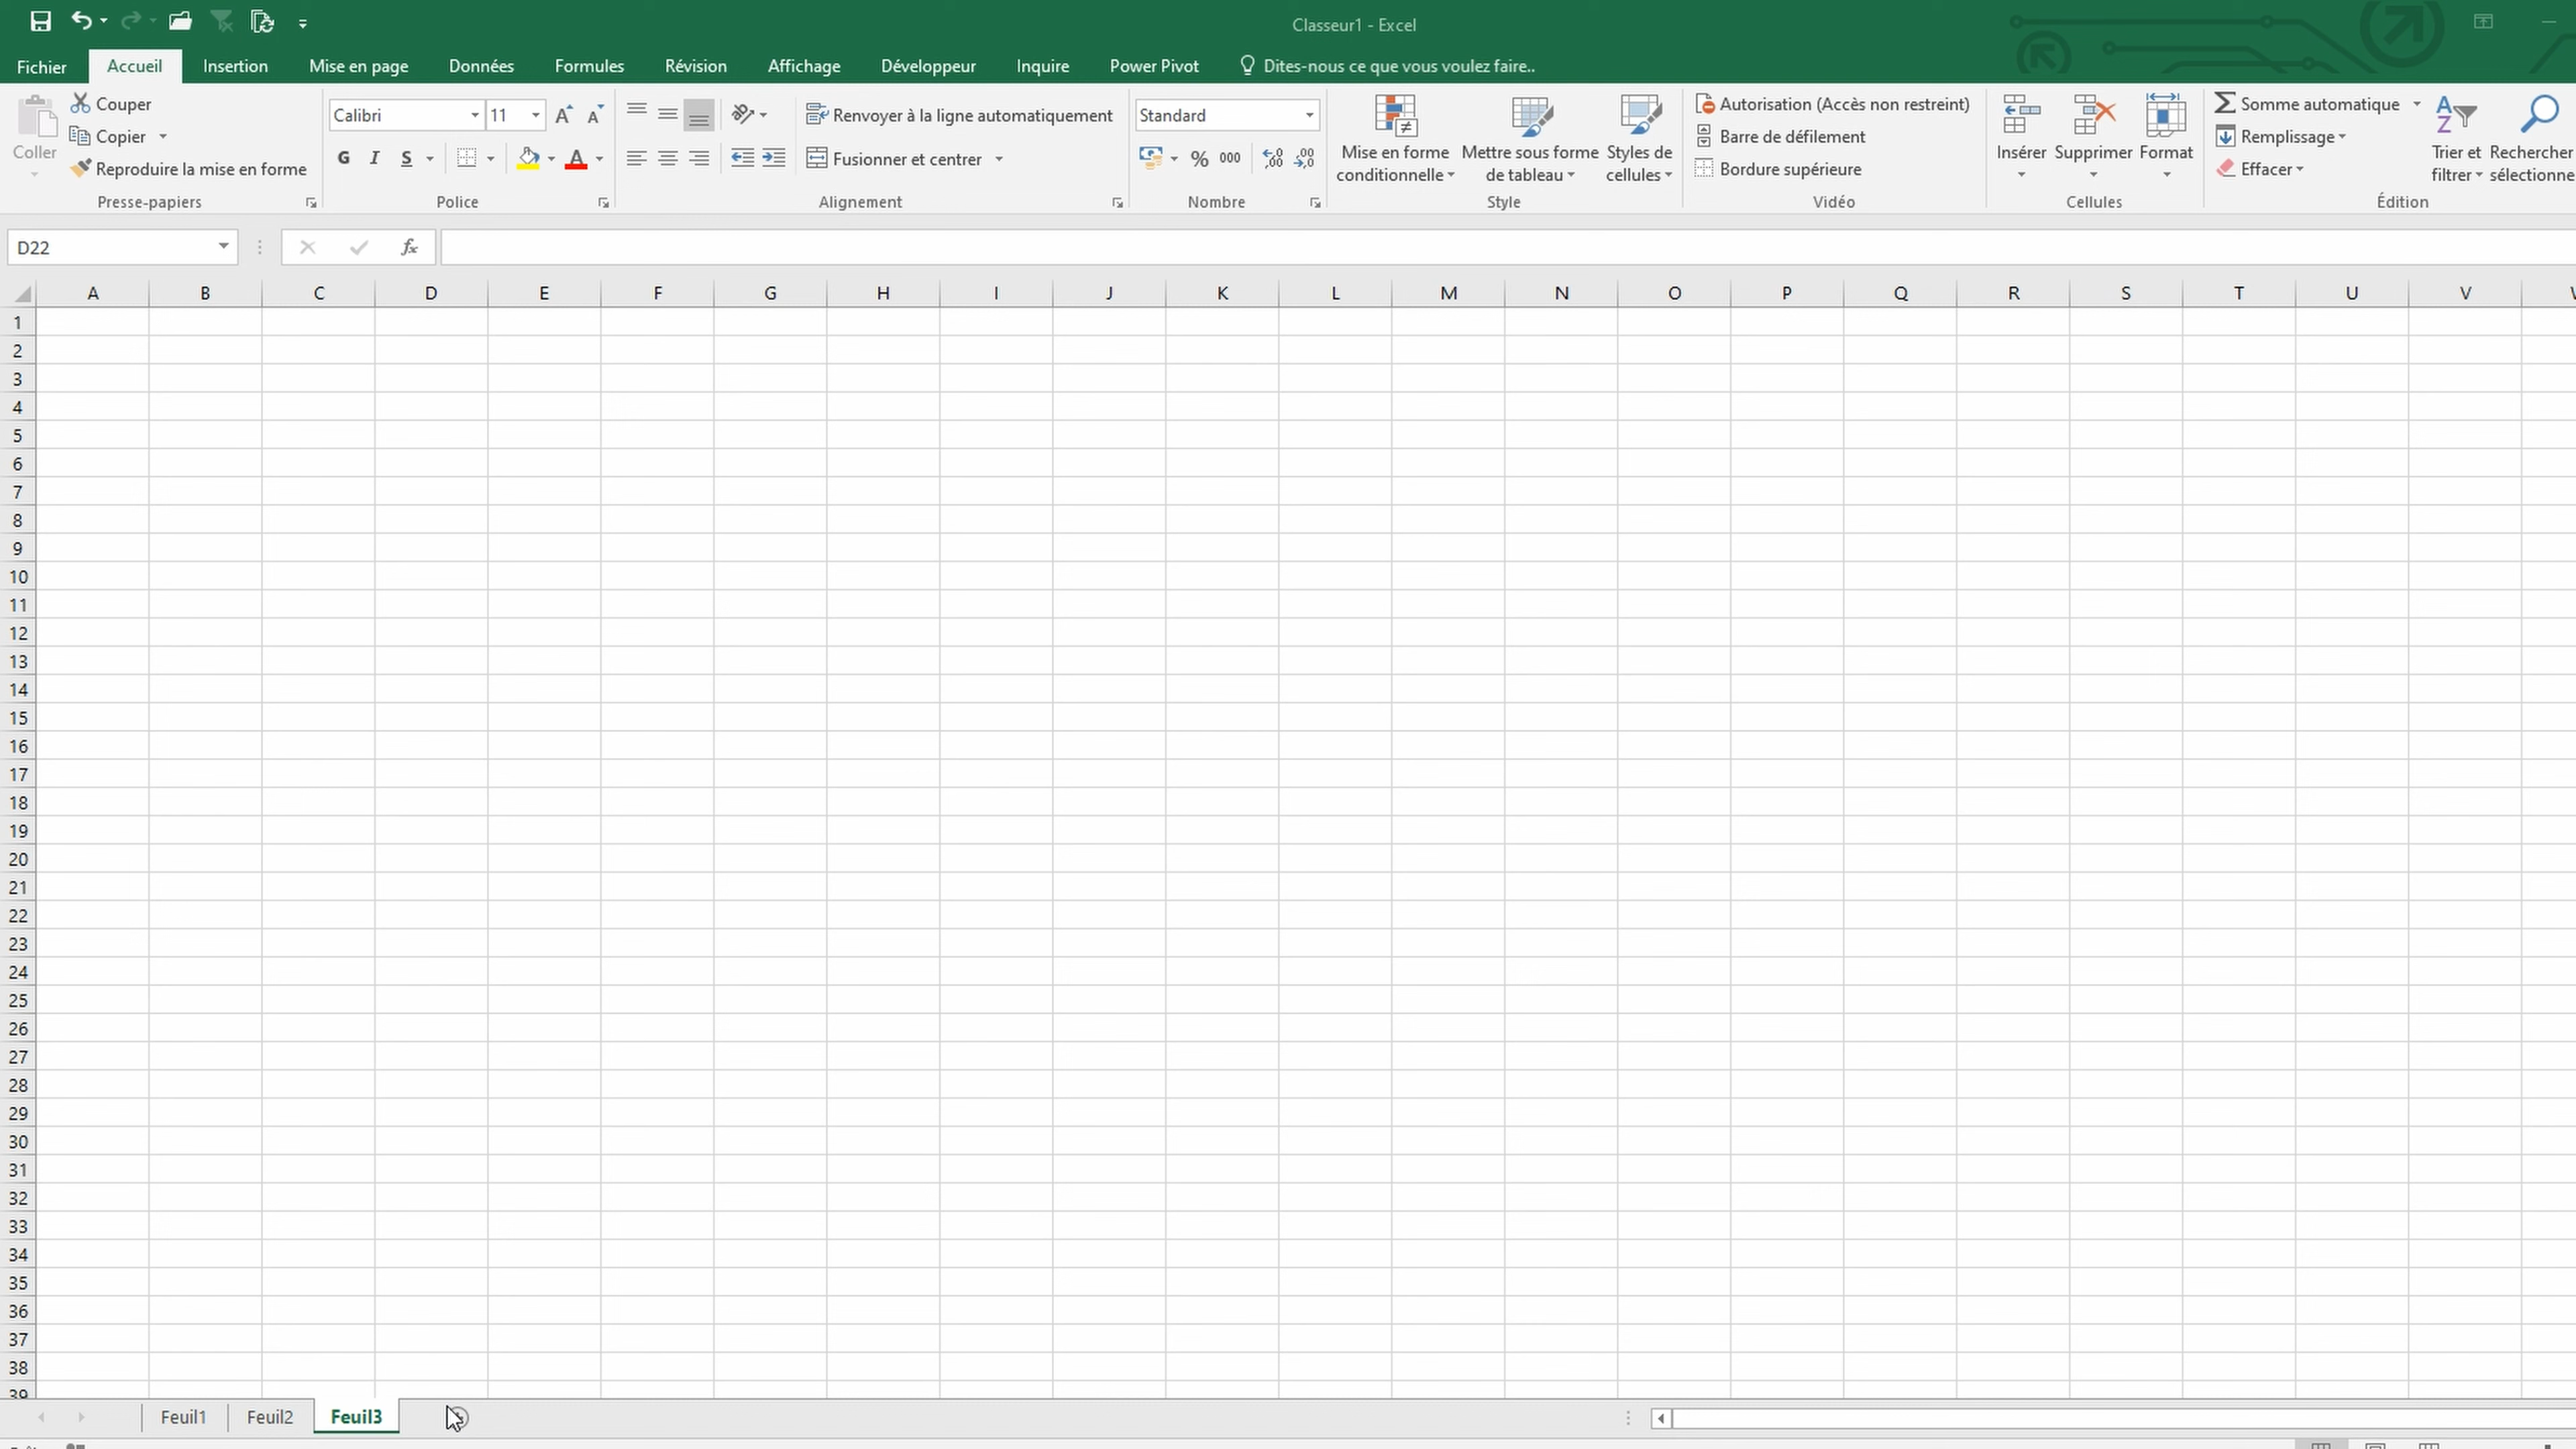 Classeur1 - Excel
Fichier Accueil Insertion Mise en page Données Formules Révision Affichage Développeur Inquire Power Pivot Dites-nous ce que vous voulez faire..
Coller
Couper
Copier
Reproduire la mise en forme
Presse-papiers
Calibri 11
G I S A
Police
Renvoyer à la ligne automatiquement
Fusionner et centrer
Alignement
Standard
% 000
Nombre
Mise en forme conditionnelle
Mettre sous forme de tableau
Styles de cellules
Style
Autorisation (Accès non restreint)
Barre de défilement
Bordure supérieure
Vidéo
Insérer Supprimer Format
Cellules
Somme automatique
Remplissage
Effacer
Trier et filtrer
Rechercher
sélectionne
Édition
D22 fx
A B C D E F G H I J K L M N O P Q R S T U V
1
2
3
4
5
6
7
8
9
10
11
12
13
14
15
16
17
18
19
20
21
22
23
24
25
26
27
28
29
30
31
32
33
34
35
36
37
38
39
Feuil1 Feuil2 Feuil3